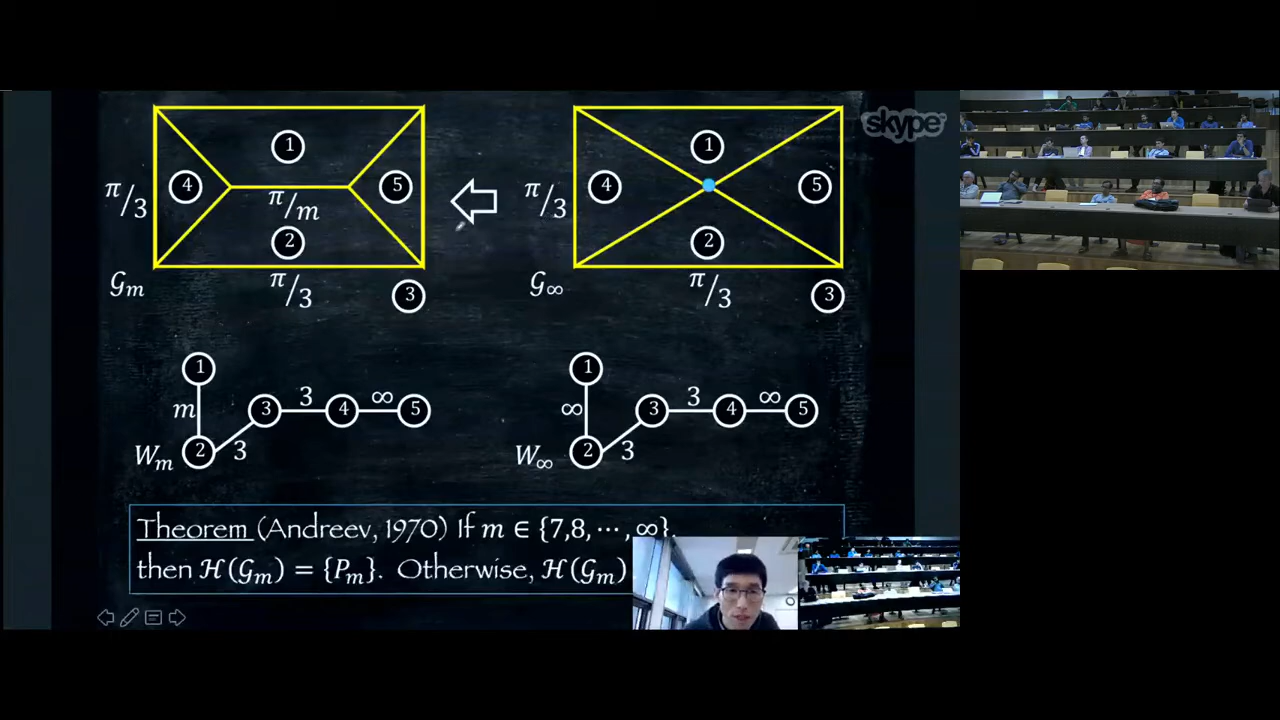 1
4
5
π/3
π/m
2
𝒢m
π/3
3
1
4
5
π/3
2
𝒢∞
π/3
3
skype
1
m
3
3
4
∞
5
Wm
2
3
1
∞
3
3
4
∞
5
W∞
2
3
Theorem (Andreev, 1970) If m ∈ {7,8, ⋯, ∞},
then ℋ(𝒢m) = {Pm}. Otherwise, ℋ(𝒢m)